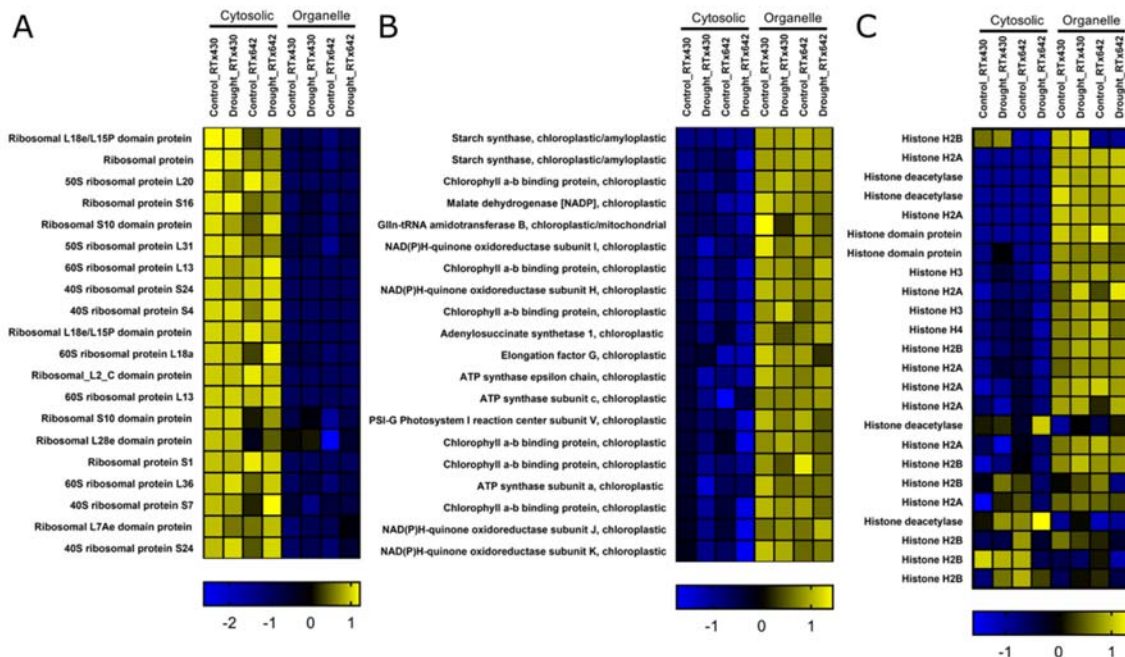 A
Cytosolic Organelle
Control_RTx430
Drought_RTx430
Control_RTx642
Drought_RTx642
Control_RTx430
Drought_RTx430
Control_RTx642
Drought_RTx642
Ribosomal L18e/L15P domain protein
Ribosomal protein
50S ribosomal protein L20
Ribosomal protein S16
Ribosomal S10 domain protein
50S ribosomal protein L31
60S ribosomal protein L13
40S ribosomal protein S24
40S ribosomal protein S4
Ribosomal L18e/L15P domain protein
60S ribosomal protein L18a
Ribosomal_L2_C domain protein
60S ribosomal protein L13
Ribosomal S10 domain protein
Ribosomal L28e domain protein
Ribosomal protein S1
60S ribosomal protein L36
40S ribosomal protein S7
Ribosomal L7Ae domain protein
40S ribosomal protein S24
-2 -1 0 1
B
Cytosolic Organelle
Control_RTx430
Drought_RTx430
Control_RTx642
Drought_RTx642
Control_RTx430
Drought_RTx430
Control_RTx642
Drought_RTx642
Starch synthase, chloroplastic/amyloplastic
Starch synthase, chloroplastic/amyloplastic
Chlorophyll a-b binding protein, chloroplastic
Malate dehydrogenase [NADP], chloroplastic
Glln-tRNA amidotransferase B, chloroplastic/mitochondrial
NAD(P)H-quinone oxidoreductase subunit I, chloroplastic
Chlorophyll a-b binding protein, chloroplastic
NAD(P)H-quinone oxidoreductase subunit H, chloroplastic
Chlorophyll a-b binding protein, chloroplastic
Adenylosuccinate synthetase 1, chloroplastic
Elongation factor G, chloroplastic
ATP synthase epsilon chain, chloroplastic
ATP synthase subunit c, chloroplastic
PSI-G Photosystem I reaction center subunit V, chloroplastic
Chlorophyll a-b binding protein, chloroplastic
Chlorophyll a-b binding protein, chloroplastic
ATP synthase subunit a, chloroplastic
Chlorophyll a-b binding protein, chloroplastic
NAD(P)H-quinone oxidoreductase subunit J, chloroplastic
NAD(P)H-quinone oxidoreductase subunit K, chloroplastic
-1 0 1
C
Cytosolic Organelle
Control_RTx430
Drought_RTx430
Control_RTx642
Drought_RTx642
Control_RTx430
Drought_RTx430
Control_RTx642
Drought_RTx642
Histone H2B
Histone H2A
Histone deacetylase
Histone deacetylase
Histone H2A
Histone domain protein
Histone domain protein
Histone H3
Histone H2A
Histone H3
Histone H4
Histone H2B
Histone H2A
Histone H2A
Histone H2A
Histone deacetylase
Histone H2A
Histone H2B
Histone H2B
Histone H2A
Histone deacetylase
Histone H2B
Histone H2B
Histone H2B
-1 0 1